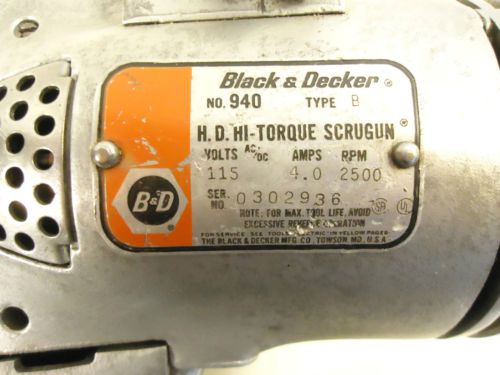 Black & Decker ®
NO. 940 TYPE B
H.D. HI-TORQUE SCRUGUN ®
VOLTS AC/DC AMPS RPM
115 4.0 2500
SER. NO 0302936
NOTE: FOR MAX. TOOL LIFE, AVOID
EXCESSIVE REVERSE OPERATION
FOR SERVICE SEE TOOLS-ELECTRIC IN YELLOW PAGES
THE BLACK & DECKER MFG. CO., TOWSON MD., U.S.A
B&D ®